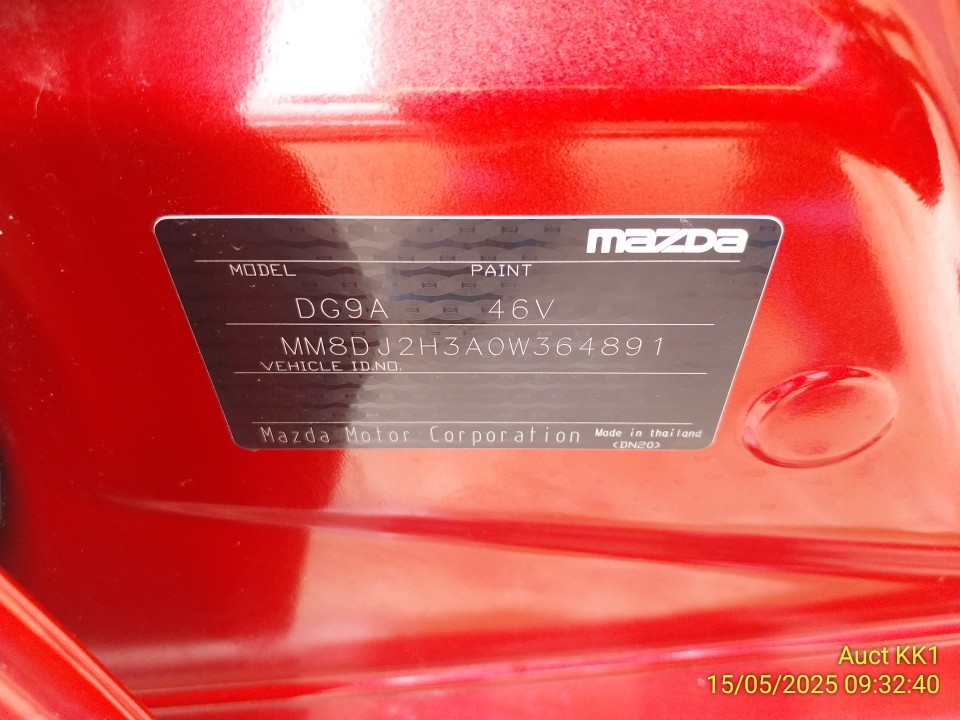 mazDa
MODEL PAINT
DG9A 46V
MM8DJ2H3A0W364891
VEHICLE ID.NO.
Mazda Motor Corporation Made in thailand
<DN20>
Auct KK1
15/05/2025 09:32:40